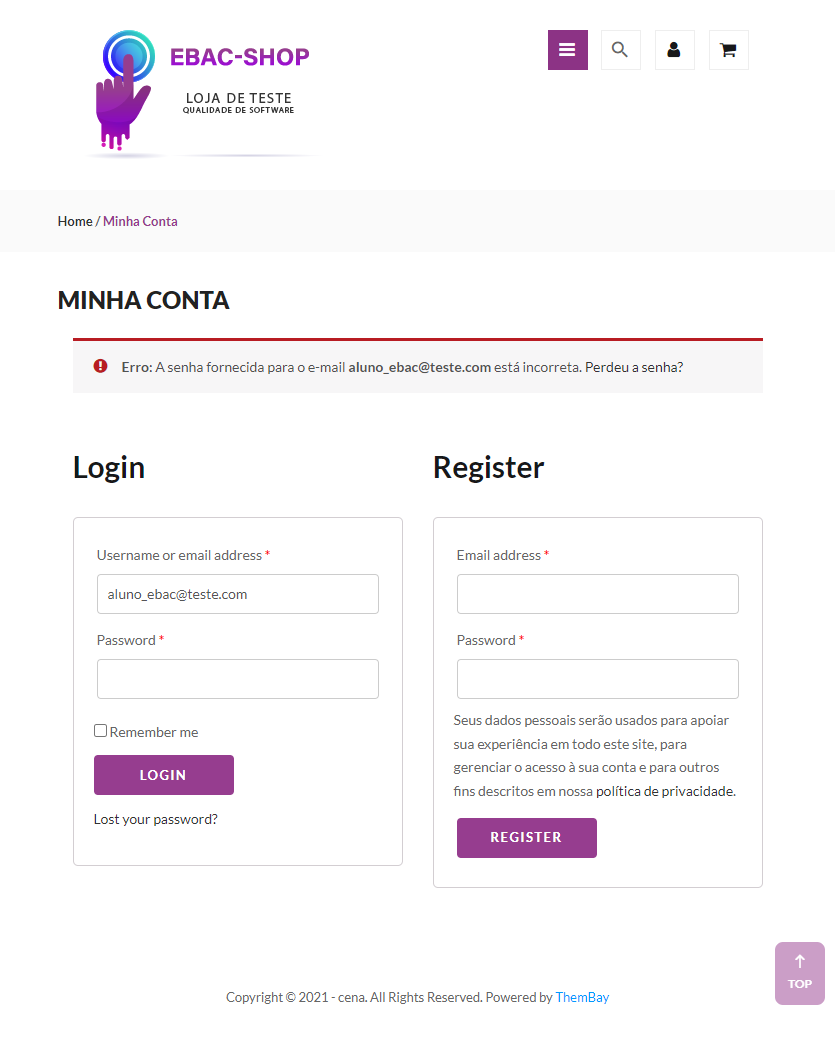 EBAC-SHOP
LOJA DE TESTE
QUALIDADE DE SOFTWARE
Home / Minha Conta
MINHA CONTA
Erro: A senha fornecida para o e-mail aluno_ebac@teste.com está incorreta. Perdeu a senha?
Login
Username or email address *
aluno_ebac@teste.com
Password *
Remember me
LOGIN
Lost your password?
Register
Email address *
Password *
Seus dados pessoais serão usados para apoiar
sua experiência em todo este site, para
gerenciar o acesso à sua conta e para outros
fins descritos em nossa política de privacidade.
REGISTER
TOP
Copyright © 2021 - cena. All Rights Reserved. Powered by ThemBay